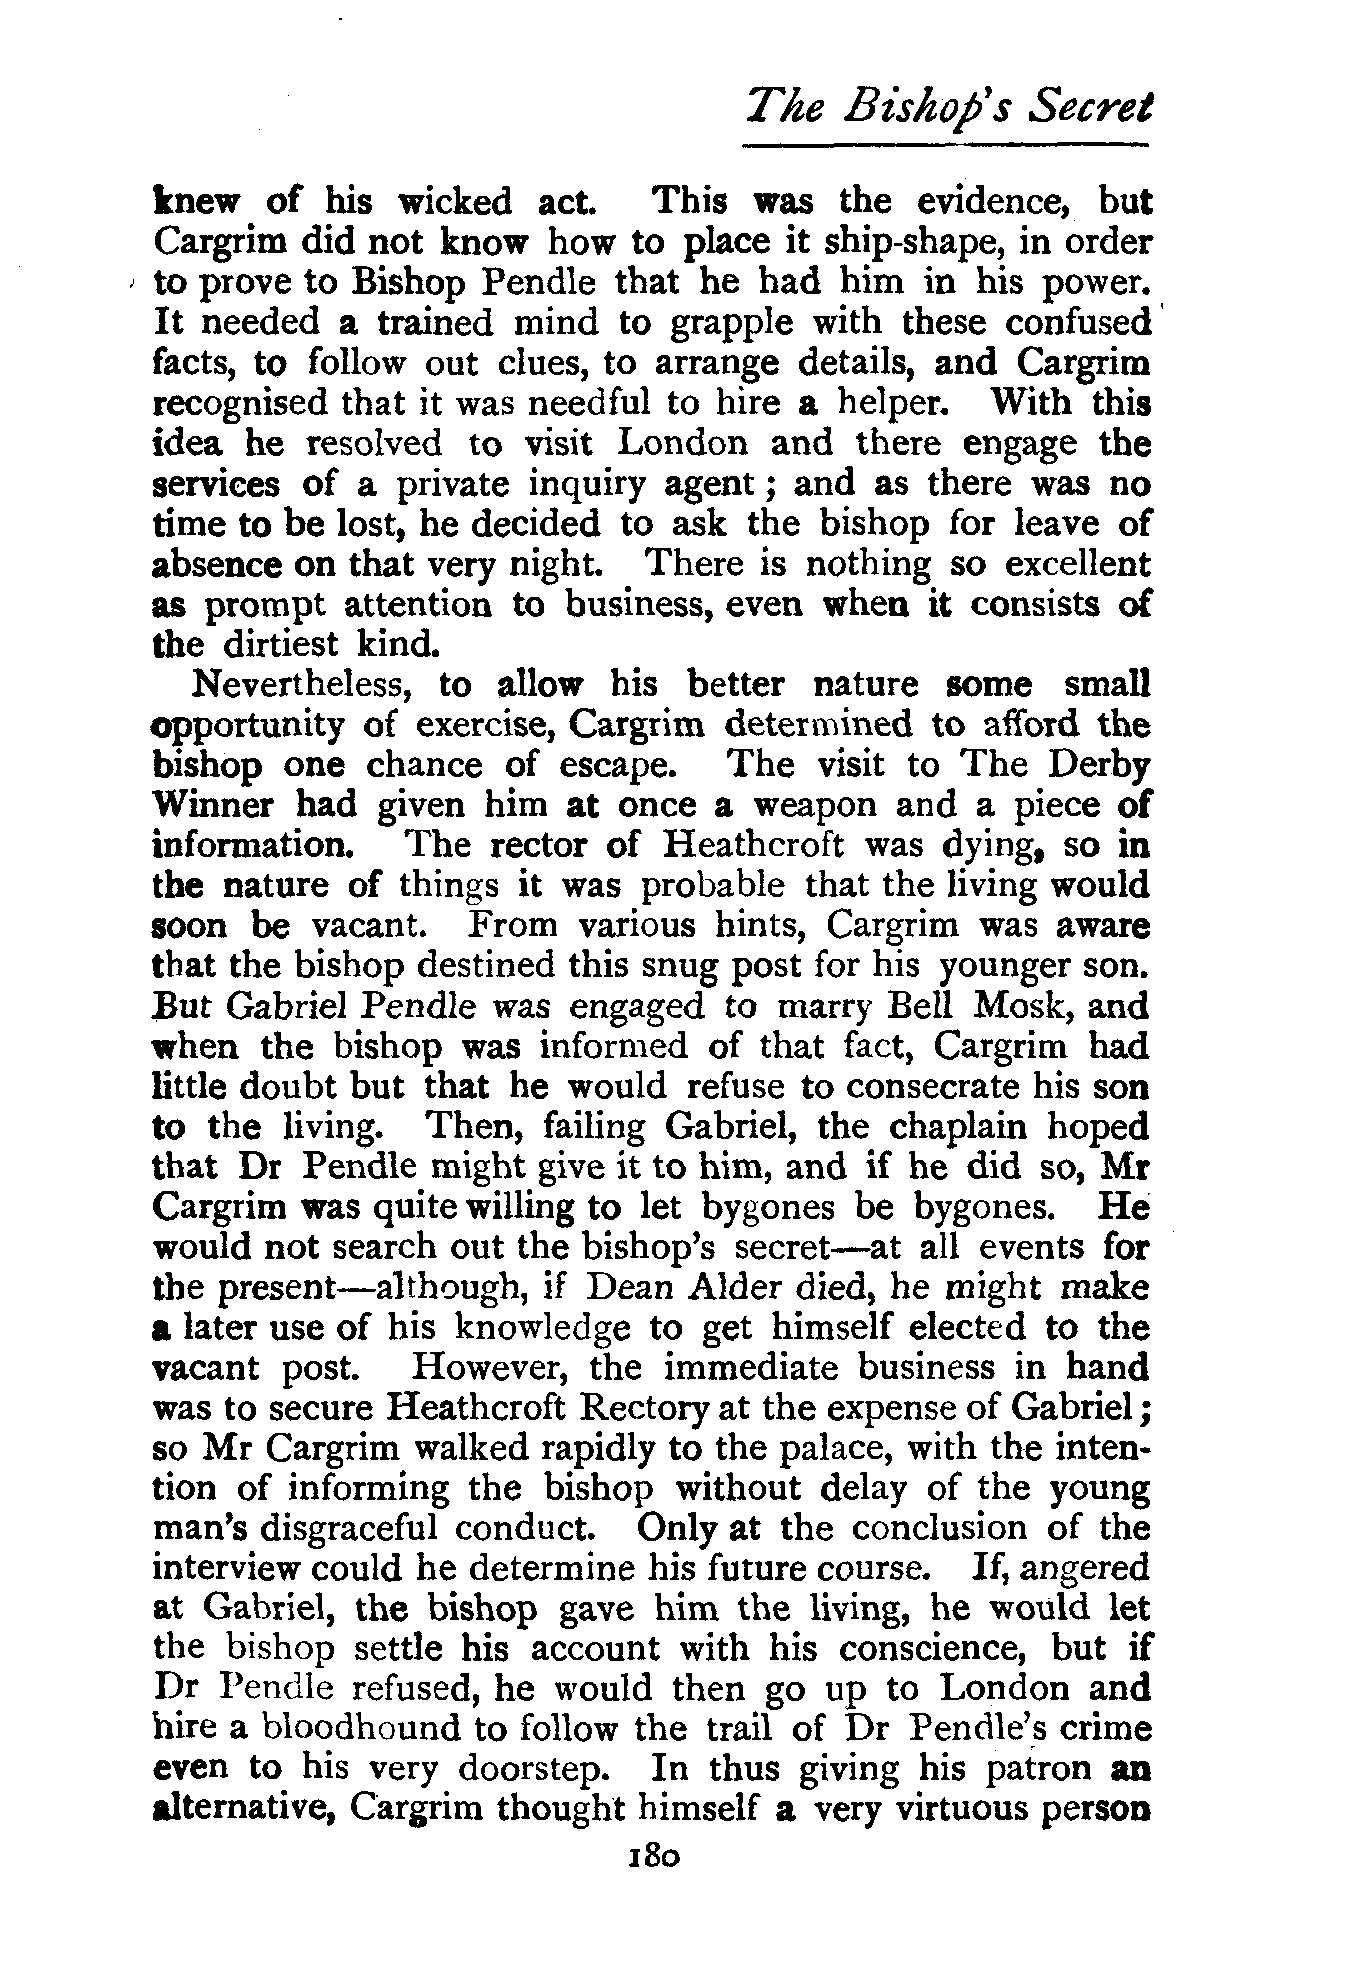 The Bishop's Secret
knew of his wicked act. This was the evidence, but
Cargrim did not know how to place it ship-shape, in order
to prove to Bishop Pendle that he had him in his power.
It needed a trained mind to grapple with these confused
facts, to follow out clues, to arrange details, and Cargrim
recognised that it was needful to hire a helper. With this
idea he resolved to visit London and there engage the
services of a private inquiry agent ; and as there was no
time to be lost, he decided to ask the bishop for leave of
absence on that very night. There is nothing so excellent
as prompt attention to business, even when it consists of
the dirtiest kind.
Nevertheless, to allow his better nature some small
opportunity of exercise, Cargrim determined to afford the
bishop one chance of escape. The visit to The Derby
Winner had given him at once a weapon and a piece of
information. The rector of Heathcroft was dying, so in
the nature of things it was probable that the living would
soon be vacant. From various hints, Cargrim was aware
that the bishop destined this snug post for his younger son.
But Gabriel Pendle was engaged to marry Bell Mosk, and
when the bishop was informed of that fact, Cargrim had
little doubt but that he would refuse to consecrate his son
to the living. Then, failing Gabriel, the chaplain hoped
that Dr Pendle might give it to him, and if he did so, Mr
Cargrim was quite willing to let bygones be bygones. He
would not search out the bishop's secret—at all events for
the present—although, if Dean Alder died, he might make
a later use of his knowledge to get himself elected to the
vacant post. However, the immediate business in hand
was to secure Heathcroft Rectory at the expense of Gabriel ;
so Mr Cargrim walked rapidly to the palace, with the inten-
tion of informing the bishop without delay of the young
man's disgraceful conduct. Only at the conclusion of the
interview could he determine his future course. If, angered
at Gabriel, the bishop gave him the living, he would let
the bishop settle his account with his conscience, but if
Dr Pendle refused, he would then go up to London and
hire a bloodhound to follow the trail of Dr Pendle's crime
even to his very doorstep. In thus giving his patron an
alternative, Cargrim thought himself a very virtuous person
180